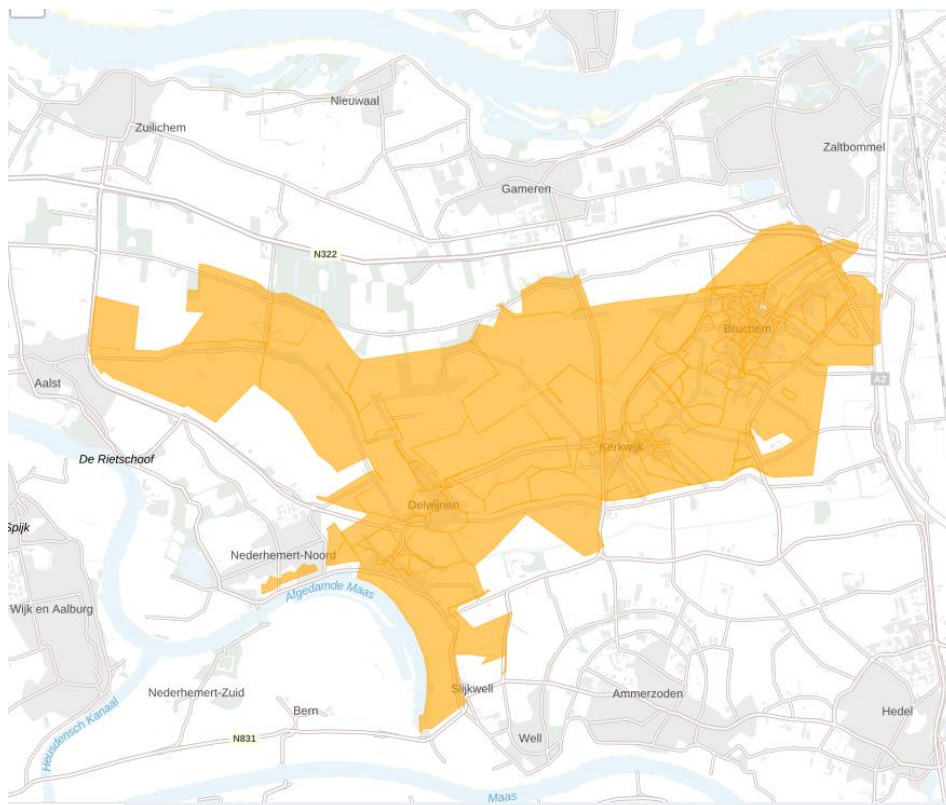 Nieuwaal
Zuilichem
Zaltbommel
Gameren
N322
Bruchem
A2
Aalst
Kerkwijk
De Rietschoof
Delwijnen
Spijk
Nederhemert-Noord
Afgedamde Maas
Wijk en Aalburg
Nederhemert-Zuid
Slijkwell
Ammerzoden
Heusdensch Kanaal
Bern
Hedel
N831
Well
Maas